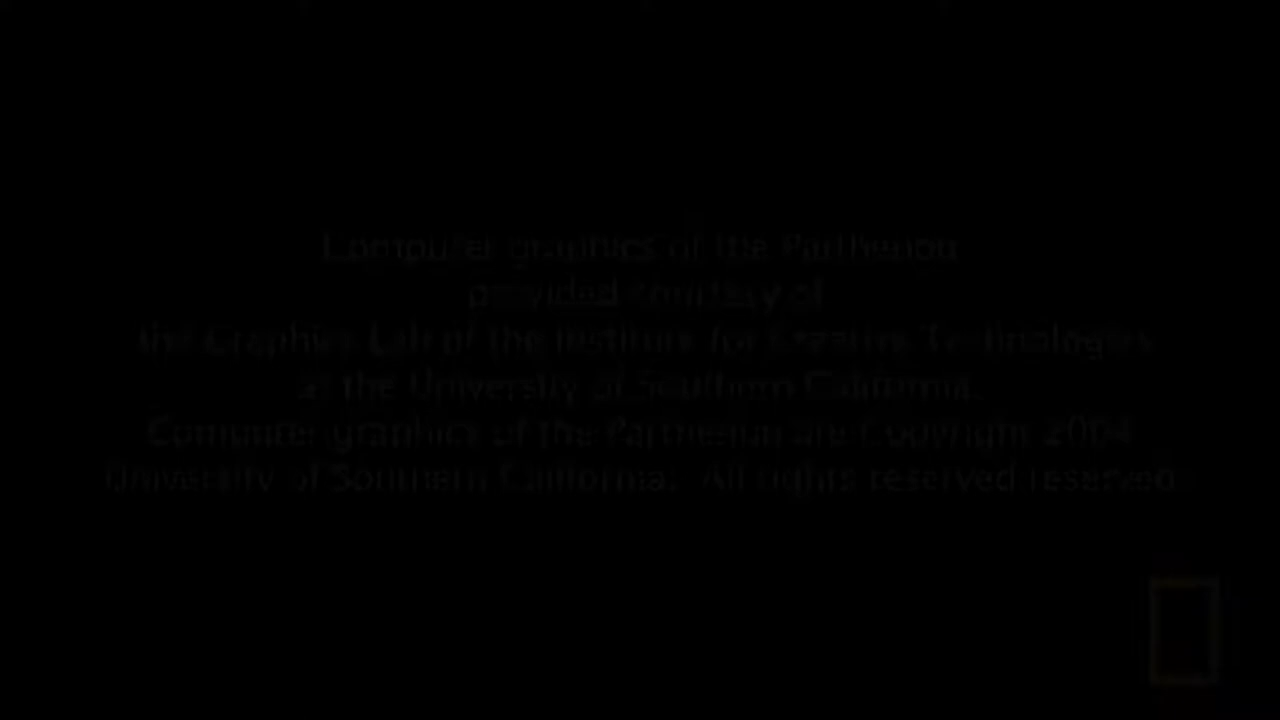 Computer graphics of the Parthenon
provided courtesy of
the Graphics Lab of the Institute for Creative Technologies
at the University of Southern California.
Computer graphics of the Parthenon are Copyright 2004
University of Southern California. All rights reserved reserved.